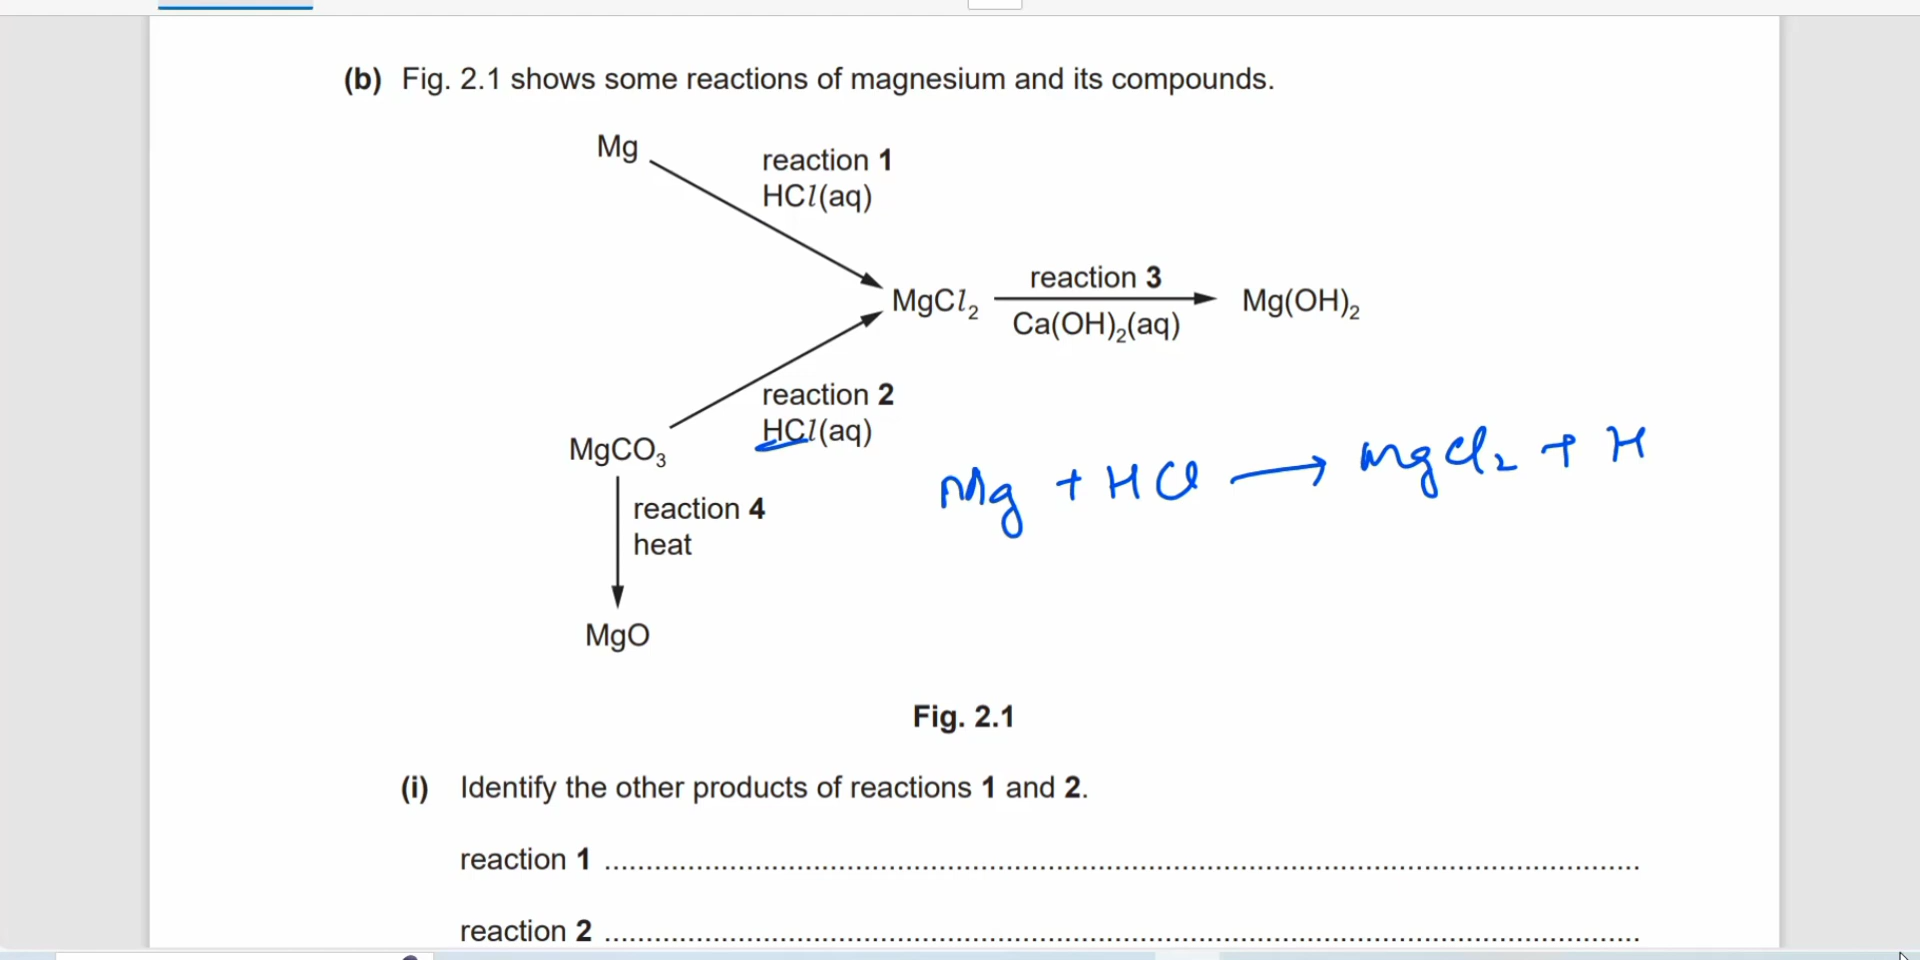 (b) Fig. 2.1 shows some reactions of magnesium and its compounds.
Mg
reaction 1
HCl(aq)
MgCl₂
reaction 3
Ca(OH)₂(aq)
Mg(OH)₂
reaction 2
HCl(aq)
MgCO₃
Mg + HCl → MgCl₂ + H
reaction 4
heat
MgO
Fig. 2.1
(i) Identify the other products of reactions 1 and 2.
reaction 1 ................................................................
reaction 2 ................................................................